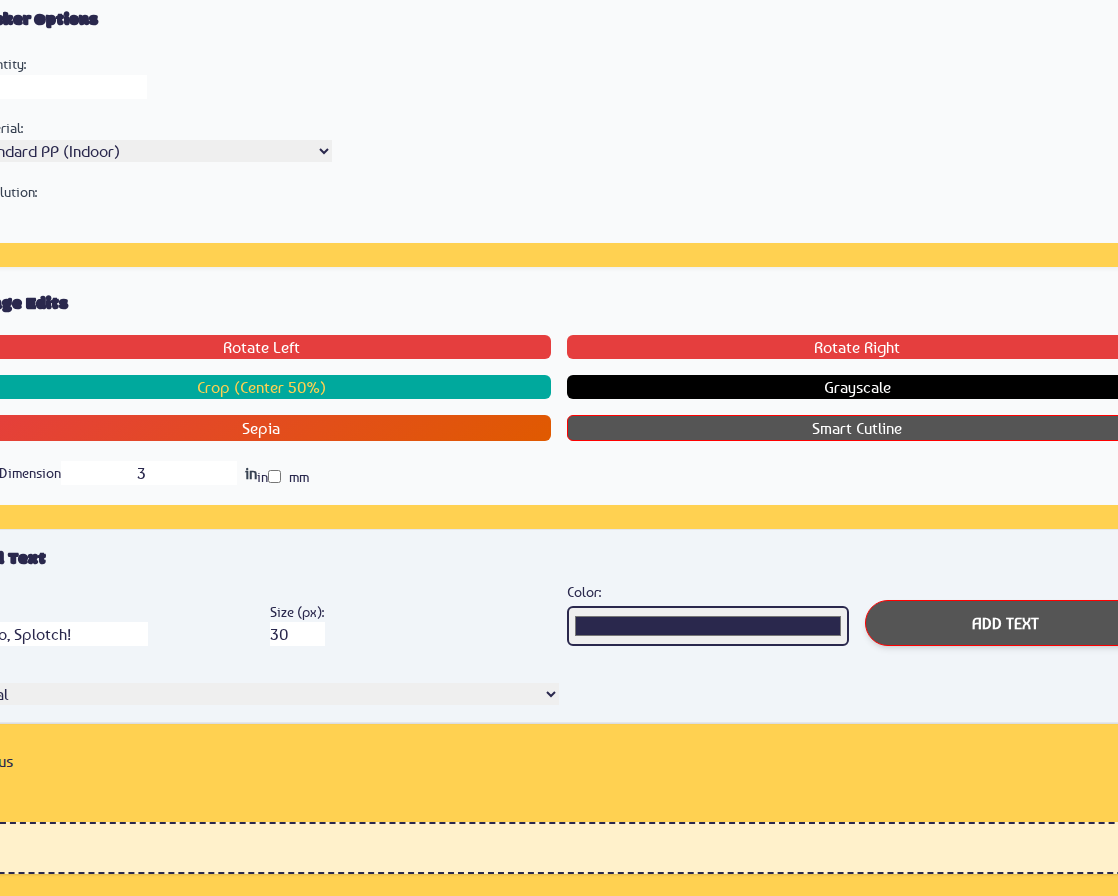 ker Options
ntity:
erial:
ndard PP (Indoor)
lution:
ge Edits
Rotate Left
Rotate Right
Crop (Center 50%)
Grayscale
Sepia
Smart Cutline
Dimension 3 in in mm
d Text
Color:
Size (px):
o, Splotch!
30
ADD TEXT
al
us